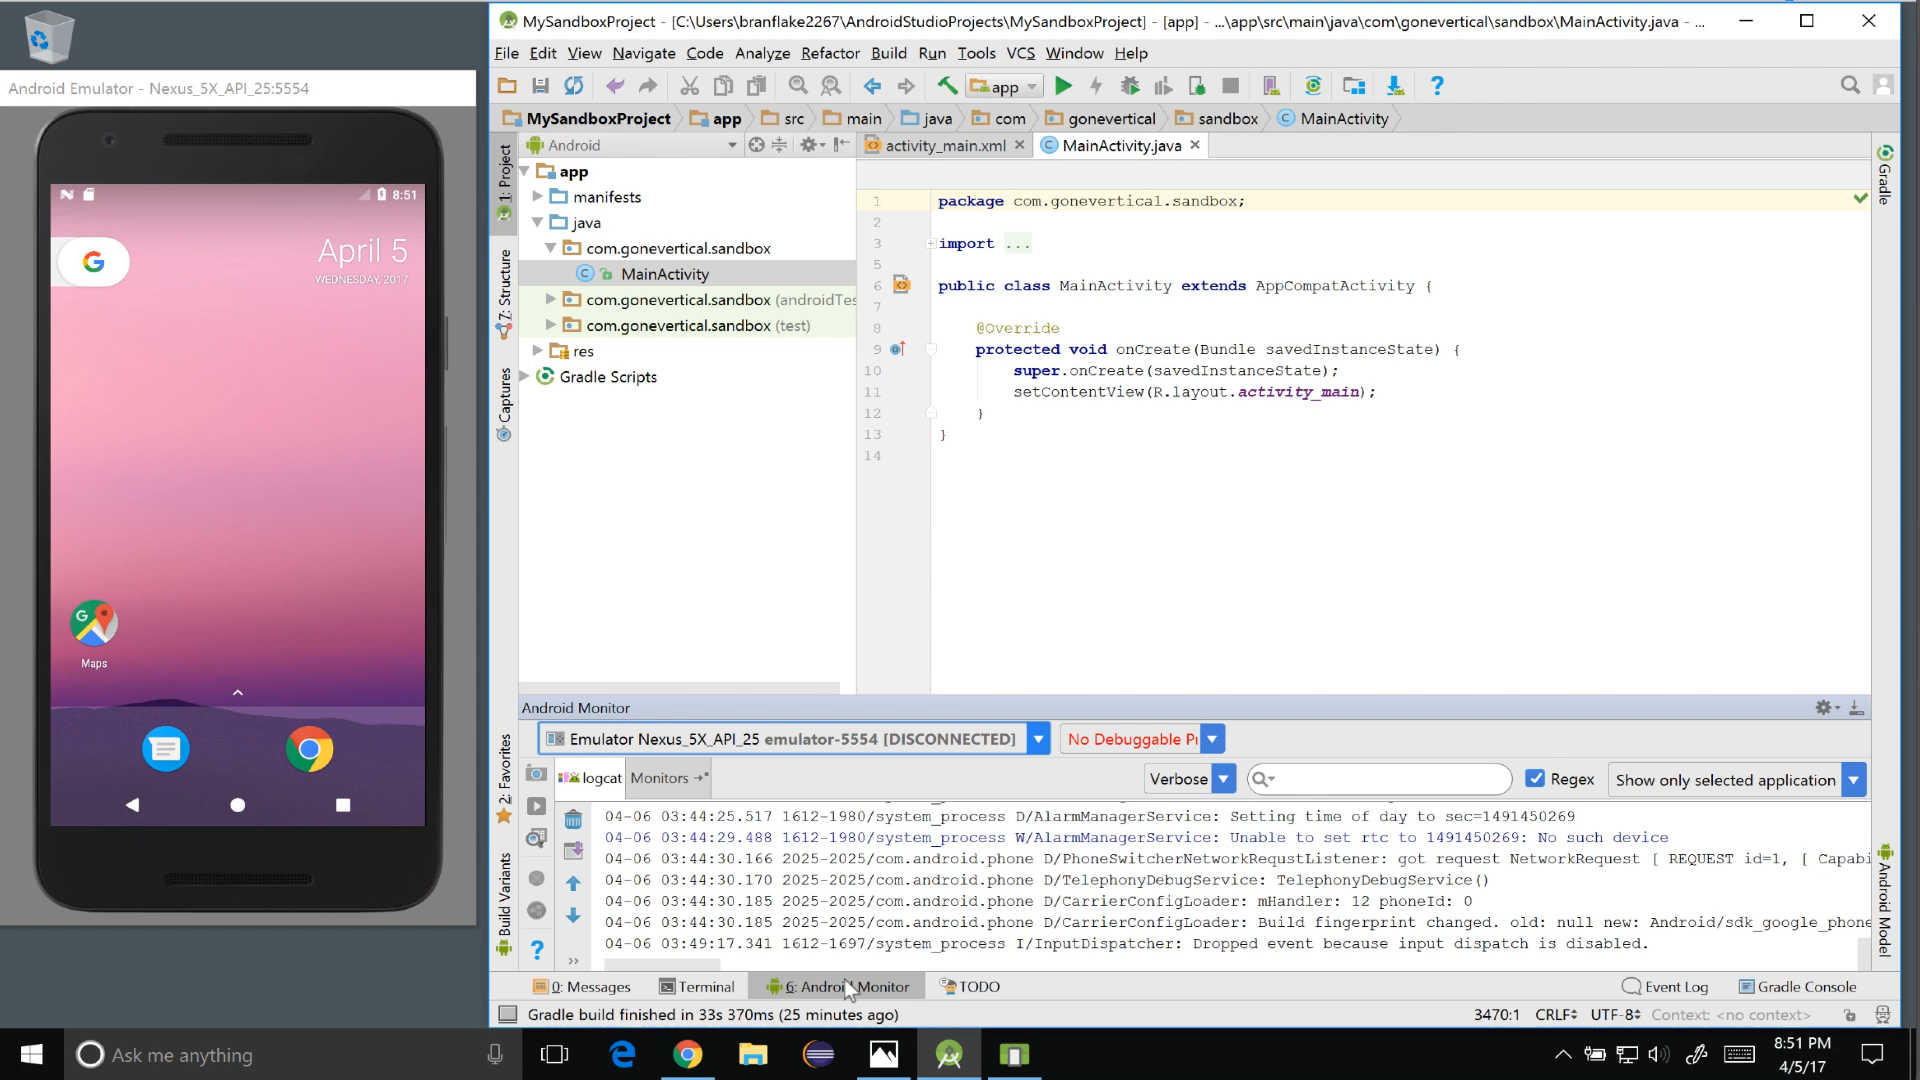 Android Emulator - Nexus_5X_API_25:5554
N
8:51
G
April 5
WEDNESDAY, 2017
G
Maps
MySandboxProject - [C:\Users\branflake2267\AndroidStudioProjects\MySandboxProject] - [app] - ...\app\src\main\java\com\gonevertical\sandbox\MainActivity.java - ...
File Edit View Navigate Code Analyze Refactor Build Run Tools VCS Window Help
app
?
MySandboxProject app src main java com gonevertical sandbox C MainActivity
1: Project
7: Structure
Captures
2: Favorites
Build Variants
Android
app
manifests
java
com.gonevertical.sandbox
C MainActivity
com.gonevertical.sandbox (androidTes
com.gonevertical.sandbox (test)
res
Gradle Scripts
activity_main.xml
C MainActivity.java
1 package com.gonevertical.sandbox;
2
3 import ...
5
6 public class MainActivity extends AppCompatActivity {
7
8 @Override
9 protected void onCreate(Bundle savedInstanceState) {
10 super.onCreate(savedInstanceState);
11 setContentView(R.layout.activity_main);
12 }
13 }
14
Gradle
Android Model
Android Monitor
Emulator Nexus_5X_API_25 emulator-5554 [DISCONNECTED]
No Debuggable P
logcat
Monitors
Verbose
Regex
Show only selected application
04-06 03:44:25.517 1612-1980/system_process D/AlarmManagerService: Setting time of day to sec=1491450269
04-06 03:44:29.488 1612-1980/system_process W/AlarmManagerService: Unable to set rtc to 1491450269: No such device
04-06 03:44:30.166 2025-2025/com.android.phone D/PhoneSwitcherNetworkRequstListener: got request NetworkRequest [ REQUEST id=1, [ Capabi
04-06 03:44:30.170 2025-2025/com.android.phone D/TelephonyDebugService: TelephonyDebugService()
04-06 03:44:30.185 2025-2025/com.android.phone D/CarrierConfigLoader: mHandler: 12 phoneId: 0
04-06 03:44:30.185 2025-2025/com.android.phone D/CarrierConfigLoader: Build fingerprint changed. old: null new: Android/sdk_google_phone
04-06 03:49:17.341 1612-1697/system_process I/InputDispatcher: Dropped event because input dispatch is disabled.
?
0: Messages
Terminal
6: Android Monitor
TODO
Event Log
Gradle Console
Gradle build finished in 33s 370ms (25 minutes ago)
3470:1 CRLF UTF-8 Context: <no context>
Ask me anything
8:51 PM
4/5/17